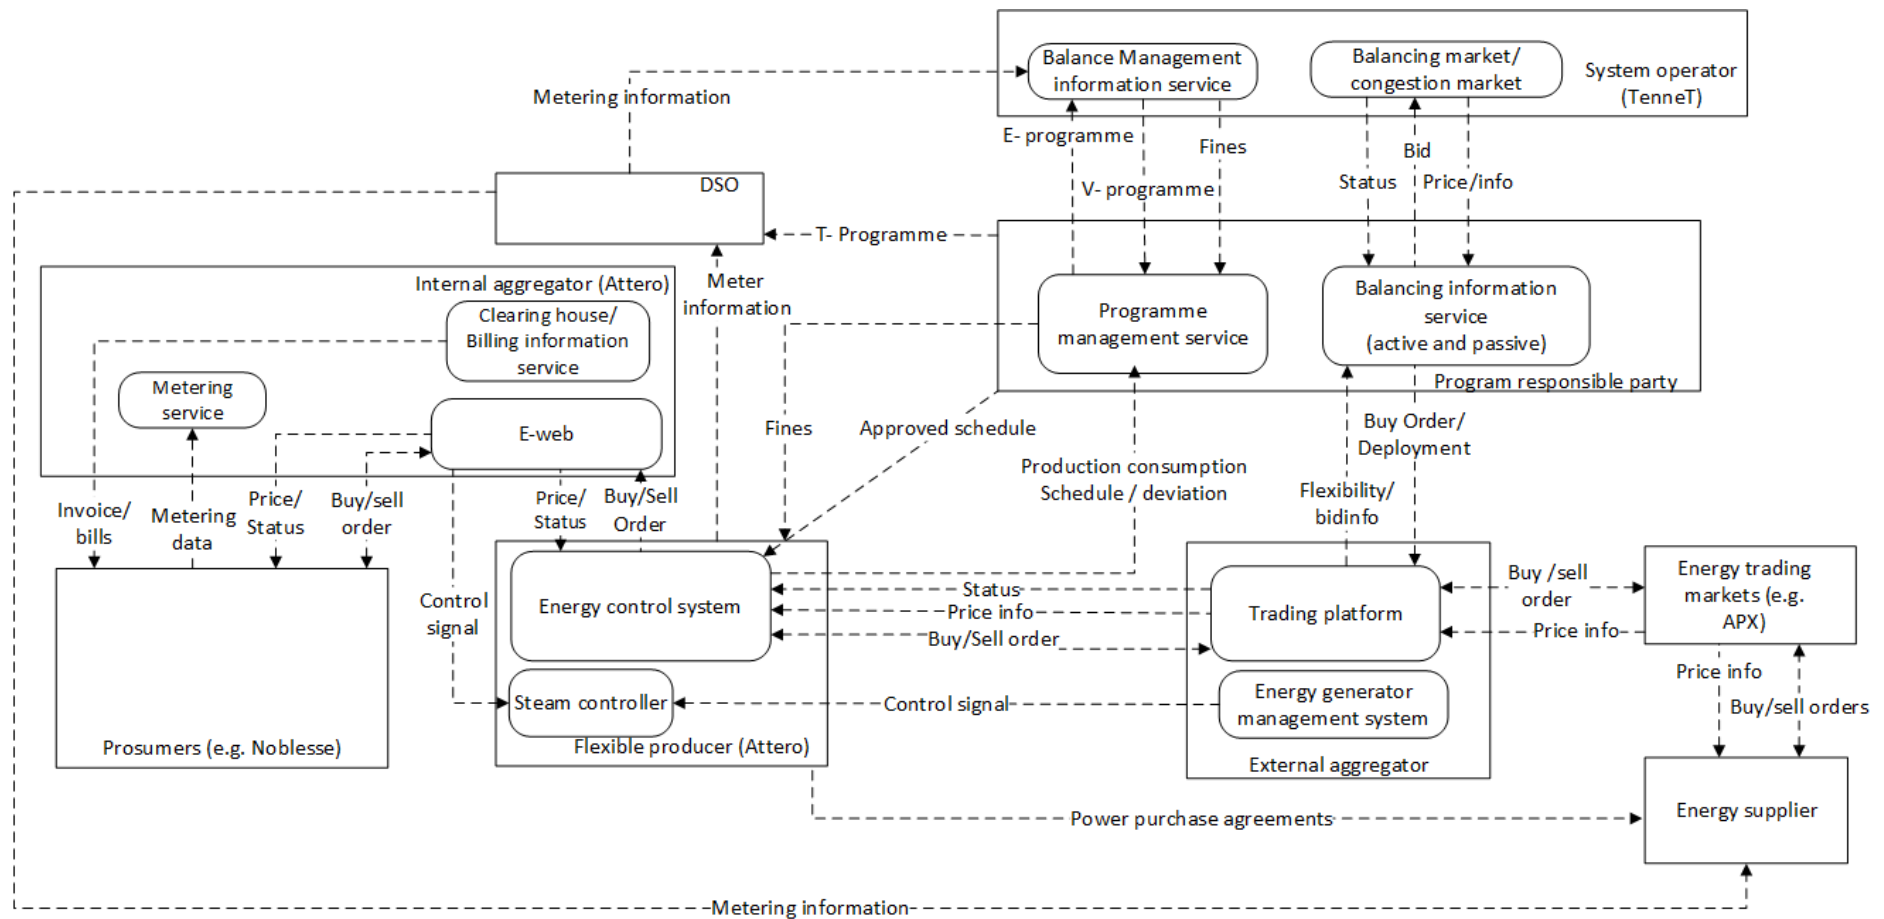 Balance Management
information service
Balancing market/
congestion market
System operator
(TenneT)
Metering information
E- programme
Fines
Bid
V- programme
Status
Price/info
DSO
T- Programme
Internal aggregator (Attero)
Clearing house/
Billing information
service
Metering
service
E-web
Meter
information
Programme
management service
Balancing information
service
(active and passive)
Program responsible party
Fines
Approved schedule
Buy Order/
Deployment
Production consumption
Schedule / deviation
Flexibility/
bidinfo
Invoice/
bills
Metering
data
Price/
Status
Buy/sell
order
Price/
Status
Buy/Sell
Order
Control
signal
Prosumers (e.g. Noblesse)
Energy control system
Steam controller
Flexible producer (Attero)
Status
Price info
Buy/Sell order
Control signal
Trading platform
Energy generator
management system
External aggregator
Buy /sell
order
Price info
Energy trading
markets (e.g.
APX)
Price info
Buy/sell orders
Energy supplier
Power purchase agreements
Metering information